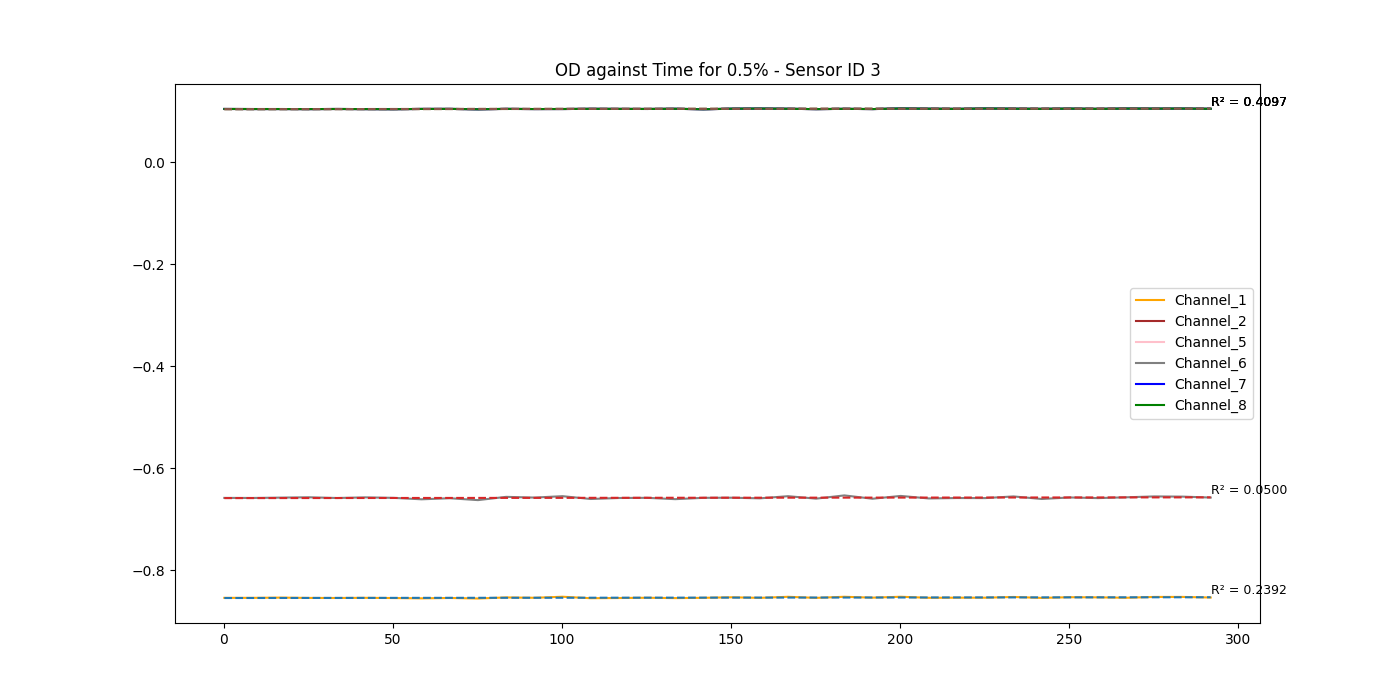 OD against Time for 0.5% - Sensor ID 3
0.0
−0.2
−0.4
−0.6
−0.8
R² = 0.4097
R² = 0.0500
R² = 0.2392
Channel_1
Channel_2
Channel_5
Channel_6
Channel_7
Channel_8
0 50 100 150 200 250 300